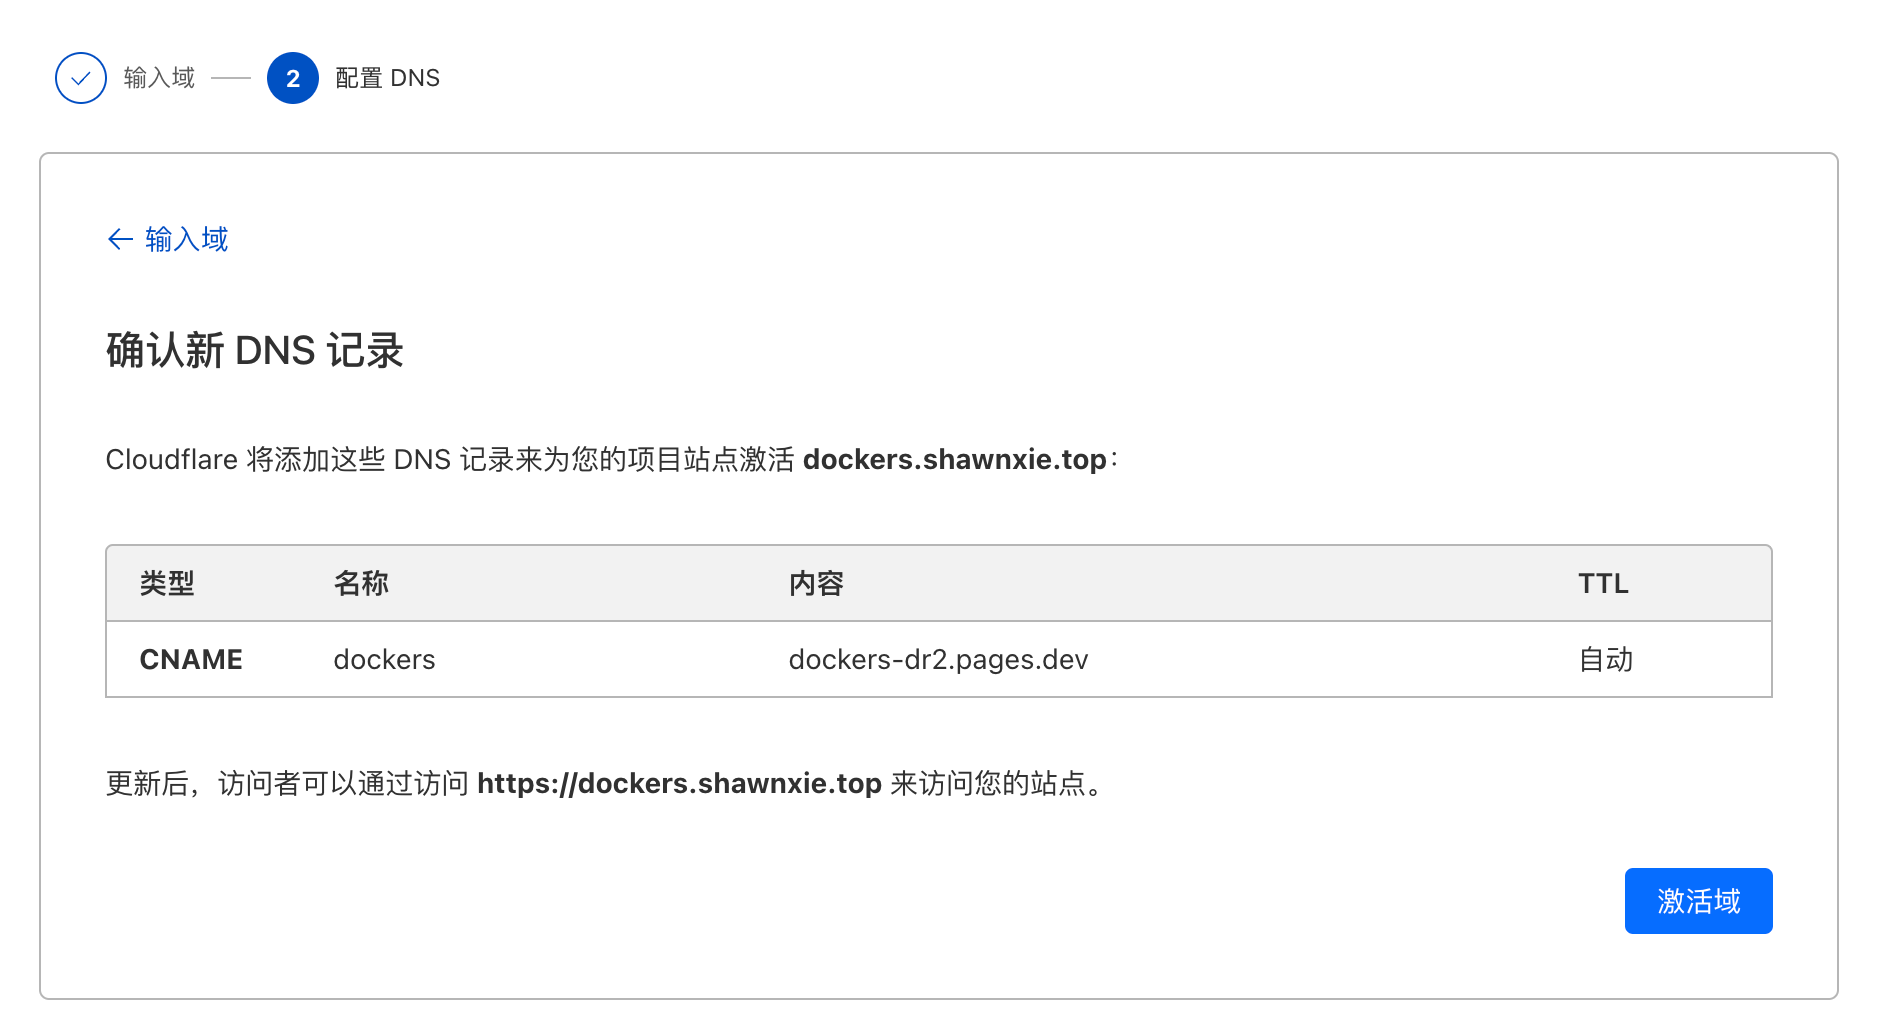 输入域 2 配置 DNS
← 输入域
确认新 DNS 记录
Cloudflare 将添加这些 DNS 记录来为您的项目站点激活 dockers.shawnxie.top：
类型 名称 内容 TTL
CNAME dockers dockers-dr2.pages.dev 自动
更新后，访问者可以通过访问 https://dockers.shawnxie.top 来访问您的站点。
激活域